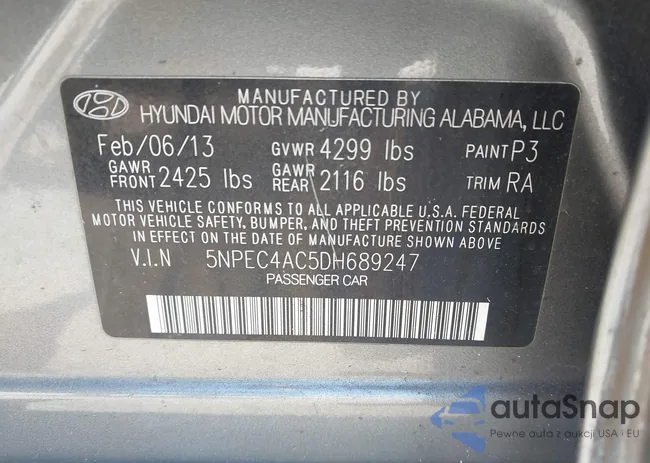 MANUFACTURED BY
HYUNDAI MOTOR MANUFACTURING ALABAMA, LLC
Feb/06/13 GVWR 4299 lbs PAINT P3
GAWR FRONT 2425 lbs GAWR REAR 2116 lbs TRIM RA
THIS VEHICLE CONFORMS TO ALL APPLICABLE U.S.A. FEDERAL
MOTOR VEHICLE SAFETY, BUMPER, AND THEFT PREVENTION STANDARDS
IN EFFECT ON THE DATE OF MANUFACTURE SHOWN ABOVE
V.I.N 5NPEC4AC5DH689247
PASSENGER CAR
autaSnap
Pewne auta z aukcji USA i EU